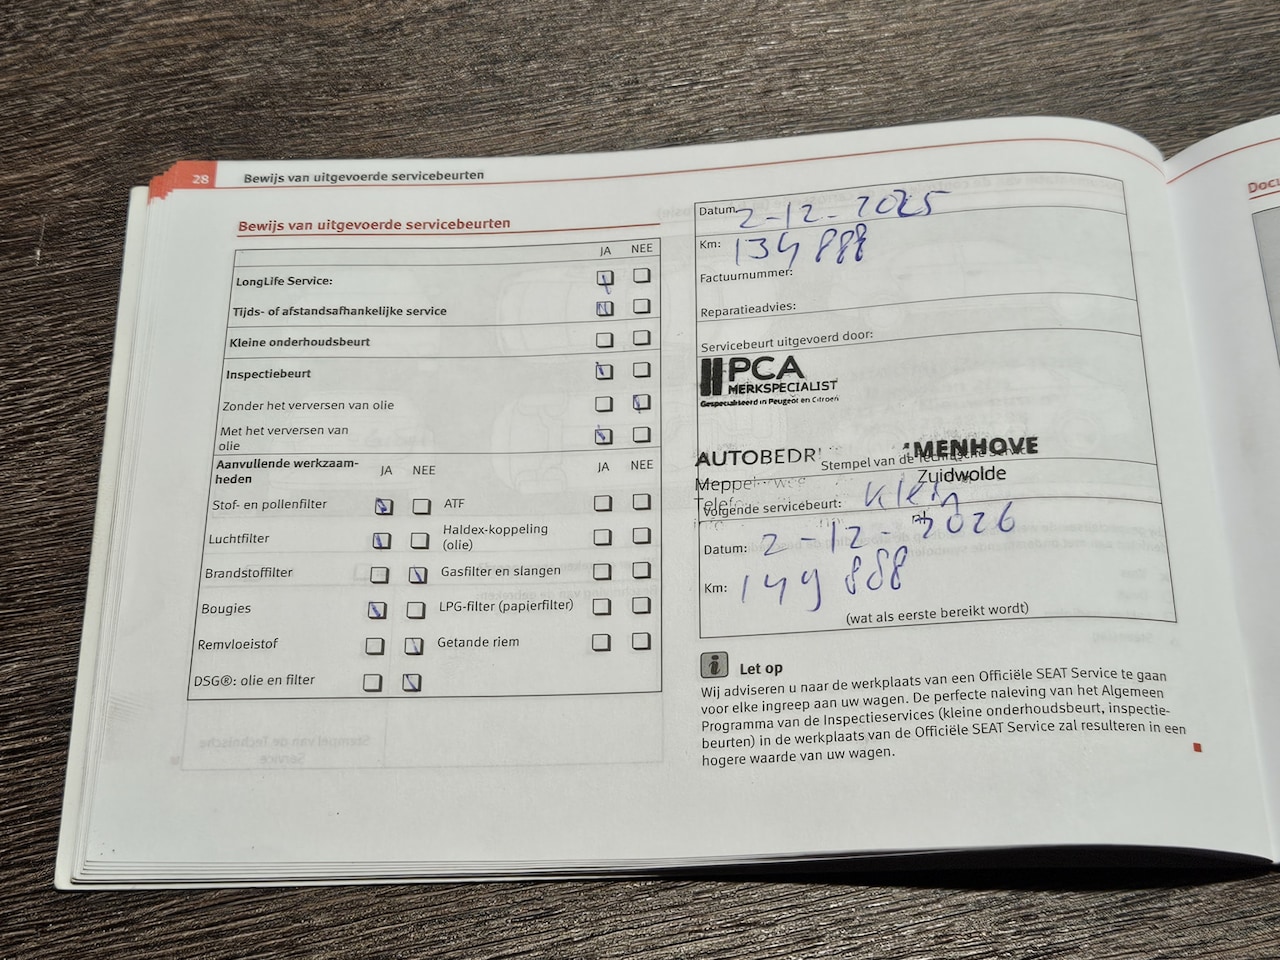 28 Bewijs van uitgevoerde servicebeurten
Bewijs van uitgevoerde servicebeurten
JA NEE
LongLife Service:
Tijds- of afstandsafhankelijke service
Kleine onderhoudsbeurt
Inspectiebeurt
Zonder het verversen van olie
Met het verversen van
olie
Aanvullende werkzaam-
heden
JA NEE JA NEE
Stof- en pollenfilter ATF
Luchtfilter Haldex-koppeling
(olie)
Brandstoffilter Gasfilter en slangen
Bougies LPG-filter (papierfilter)
Remvloeistof Getande riem
DSG®: olie en filter
Datum 2-12-2025
Km: 134 888
Factuurnummer:
Reparatieadvies:
Servicebeurt uitgevoerd door:
PCA
MERKSPECIALIST
Gespecialiseerd in Peugeot en Citroën
AUTOBEDR MENHOVE
Stempel van de Technische Service
Zuidwolde
Volgende servicebeurt: Klein
Datum: 2-12-2026
Km: 149 888
(wat als eerste bereikt wordt)
i Let op
Wij adviseren u naar de werkplaats van een Officiële SEAT Service te gaan
voor elke ingreep aan uw wagen. De perfecte naleving van het Algemeen
Programma van de Inspectieservices (kleine onderhoudsbeurt, inspectie-
beurten) in de werkplaats van de Officiële SEAT Service zal resulteren in een
hogere waarde van uw wagen.
Docu